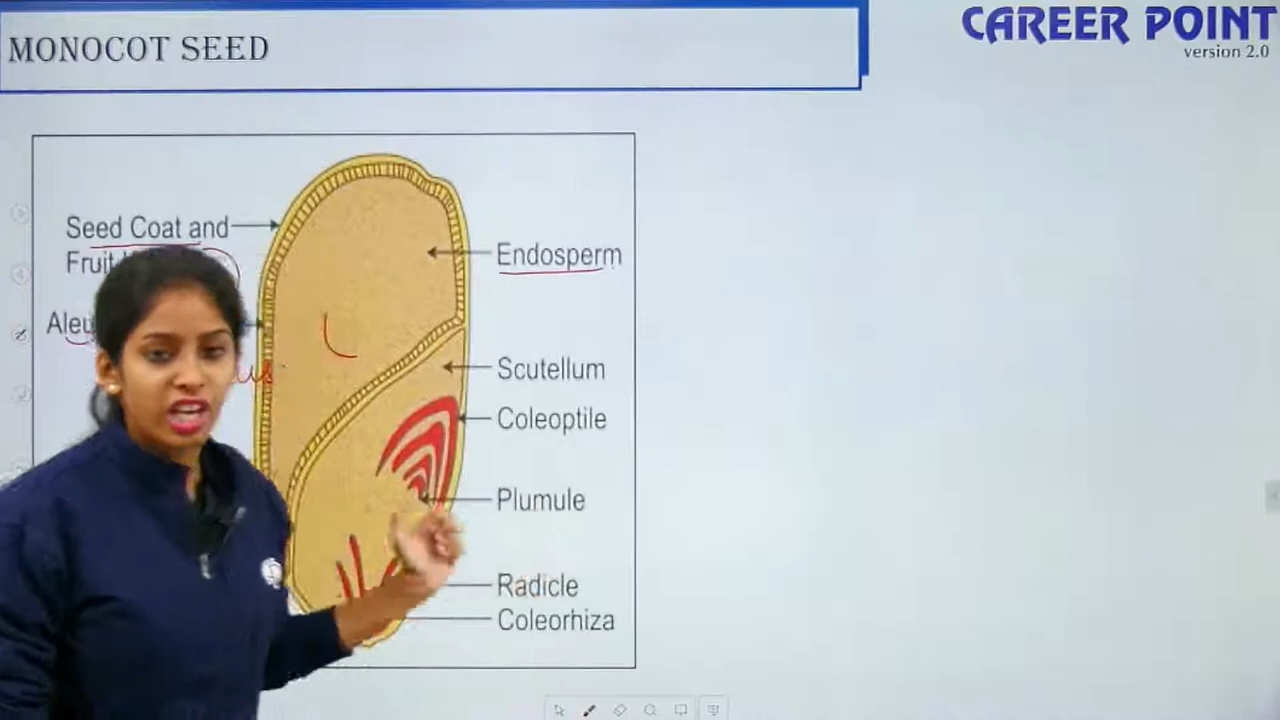 MONOCOT SEED
CAREER POINT
version 2.0
Seed Coat and
Endosperm
Scutellum
Coleoptile
Plumule
Radicle
Coleorhiza